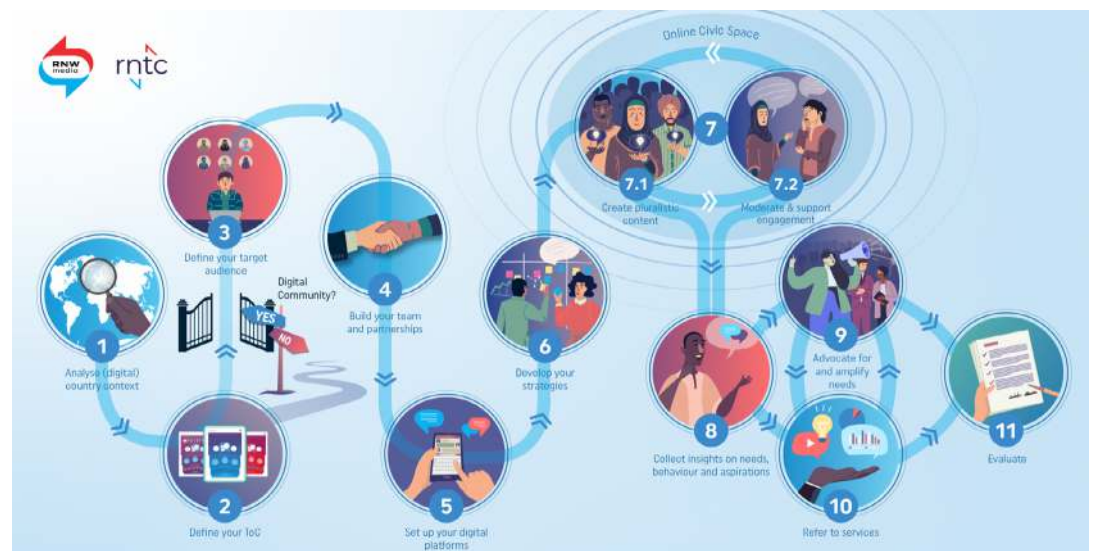 RNW
media
rntc
Online Civic Space
7
7.1
Create pluralistic
content
7.2
Moderate & support
engagement
3
Define your target
audience
Digital
Community?
YES
NO
4
Build your team
and partnerships
1
Analyse (digital)
country context
6
Develop your
strategies
9
Advocate for
and amplify
needs
8
Collect insights on needs,
behaviour and aspirations
11
Evaluate
2
Define your ToC
5
Set up your digital
platforms
10
Refer to services